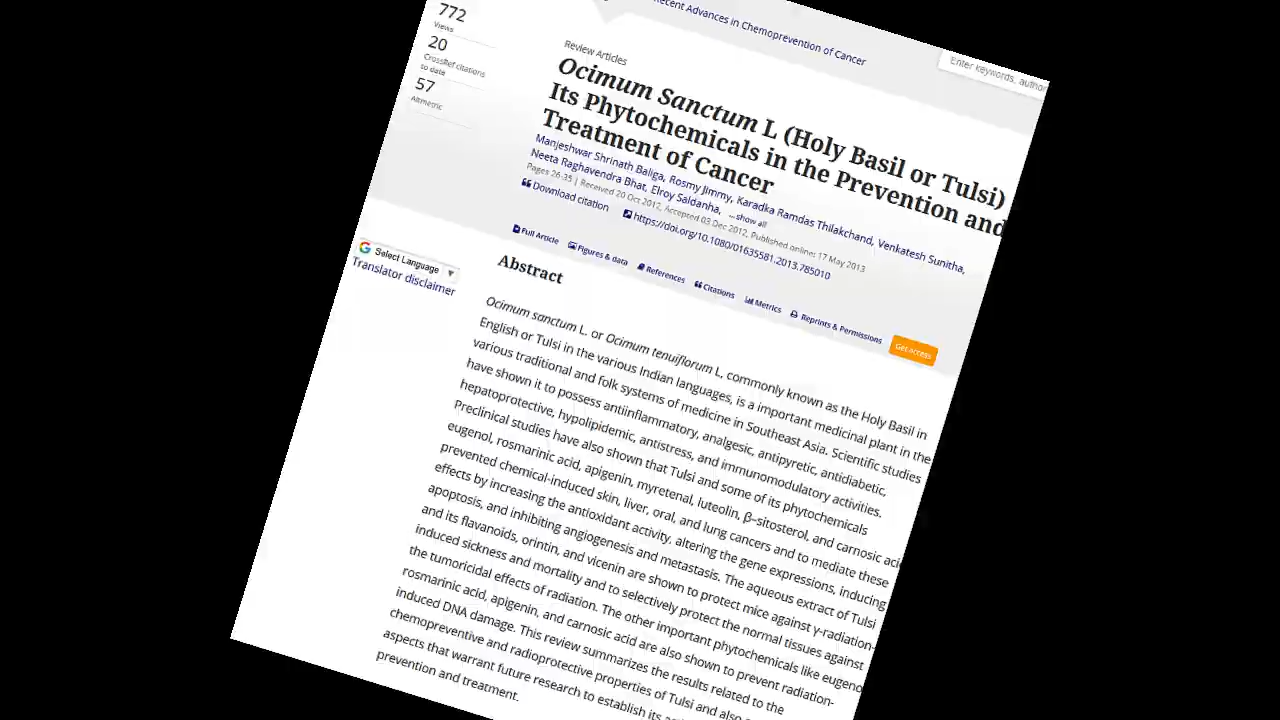 Recent Advances in Chemoprevention of Cancer
Enter keywords, author
772
Views
20
CrossRef citations
to date
57
Altmetric
Review Articles
Ocimum Sanctum L (Holy Basil or Tulsi)
Its Phytochemicals in the Prevention and
Treatment of Cancer
Manjeshwar Shrinath Baliga, Rosmy Jimmy, Karadka Ramdas Thilakchand, Venkatesh Sunitha,
Neeta Raghavendra Bhat, Elroy Saldanha, ...show all
Pages 26-35 | Received 20 Oct 2012, Accepted 03 Dec 2012, Published online: 17 May 2013
Download citation https://doi.org/10.1080/01635581.2013.785010
Full Article Figures & data References Citations Metrics Reprints & Permissions Get access
Select Language ▼
Translator disclaimer
Abstract
Ocimum sanctum L. or Ocimum tenuiflorum L, commonly known as the Holy Basil in
English or Tulsi in the various Indian languages, is a important medicinal plant in the
various traditional and folk systems of medicine in Southeast Asia. Scientific studies
have shown it to possess antiinflammatory, analgesic, antipyretic, antidiabetic,
hepatoprotective, hypolipidemic, antistress, and immunomodulatory activities.
Preclinical studies have also shown that Tulsi and some of its phytochemicals
eugenol, rosmarinic acid, apigenin, myretenal, luteolin, β-sitosterol, and carnosic acid
prevented chemical-induced skin, liver, oral, and lung cancers and to mediate these
effects by increasing the antioxidant activity, altering the gene expressions, inducing
apoptosis, and inhibiting angiogenesis and metastasis. The aqueous extract of Tulsi
and its flavanoids, orintin, and vicenin are shown to protect mice against γ-radiation-
induced sickness and mortality and to selectively protect the normal tissues against
the tumoricidal effects of radiation. The other important phytochemicals like eugeno
rosmarinic acid, apigenin, and carnosic acid are also shown to prevent radiation-
induced DNA damage. This review summarizes the results related to the
chemopreventive and radioprotective properties of Tulsi and also
aspects that warrant future research to establish its
prevention and treatment.